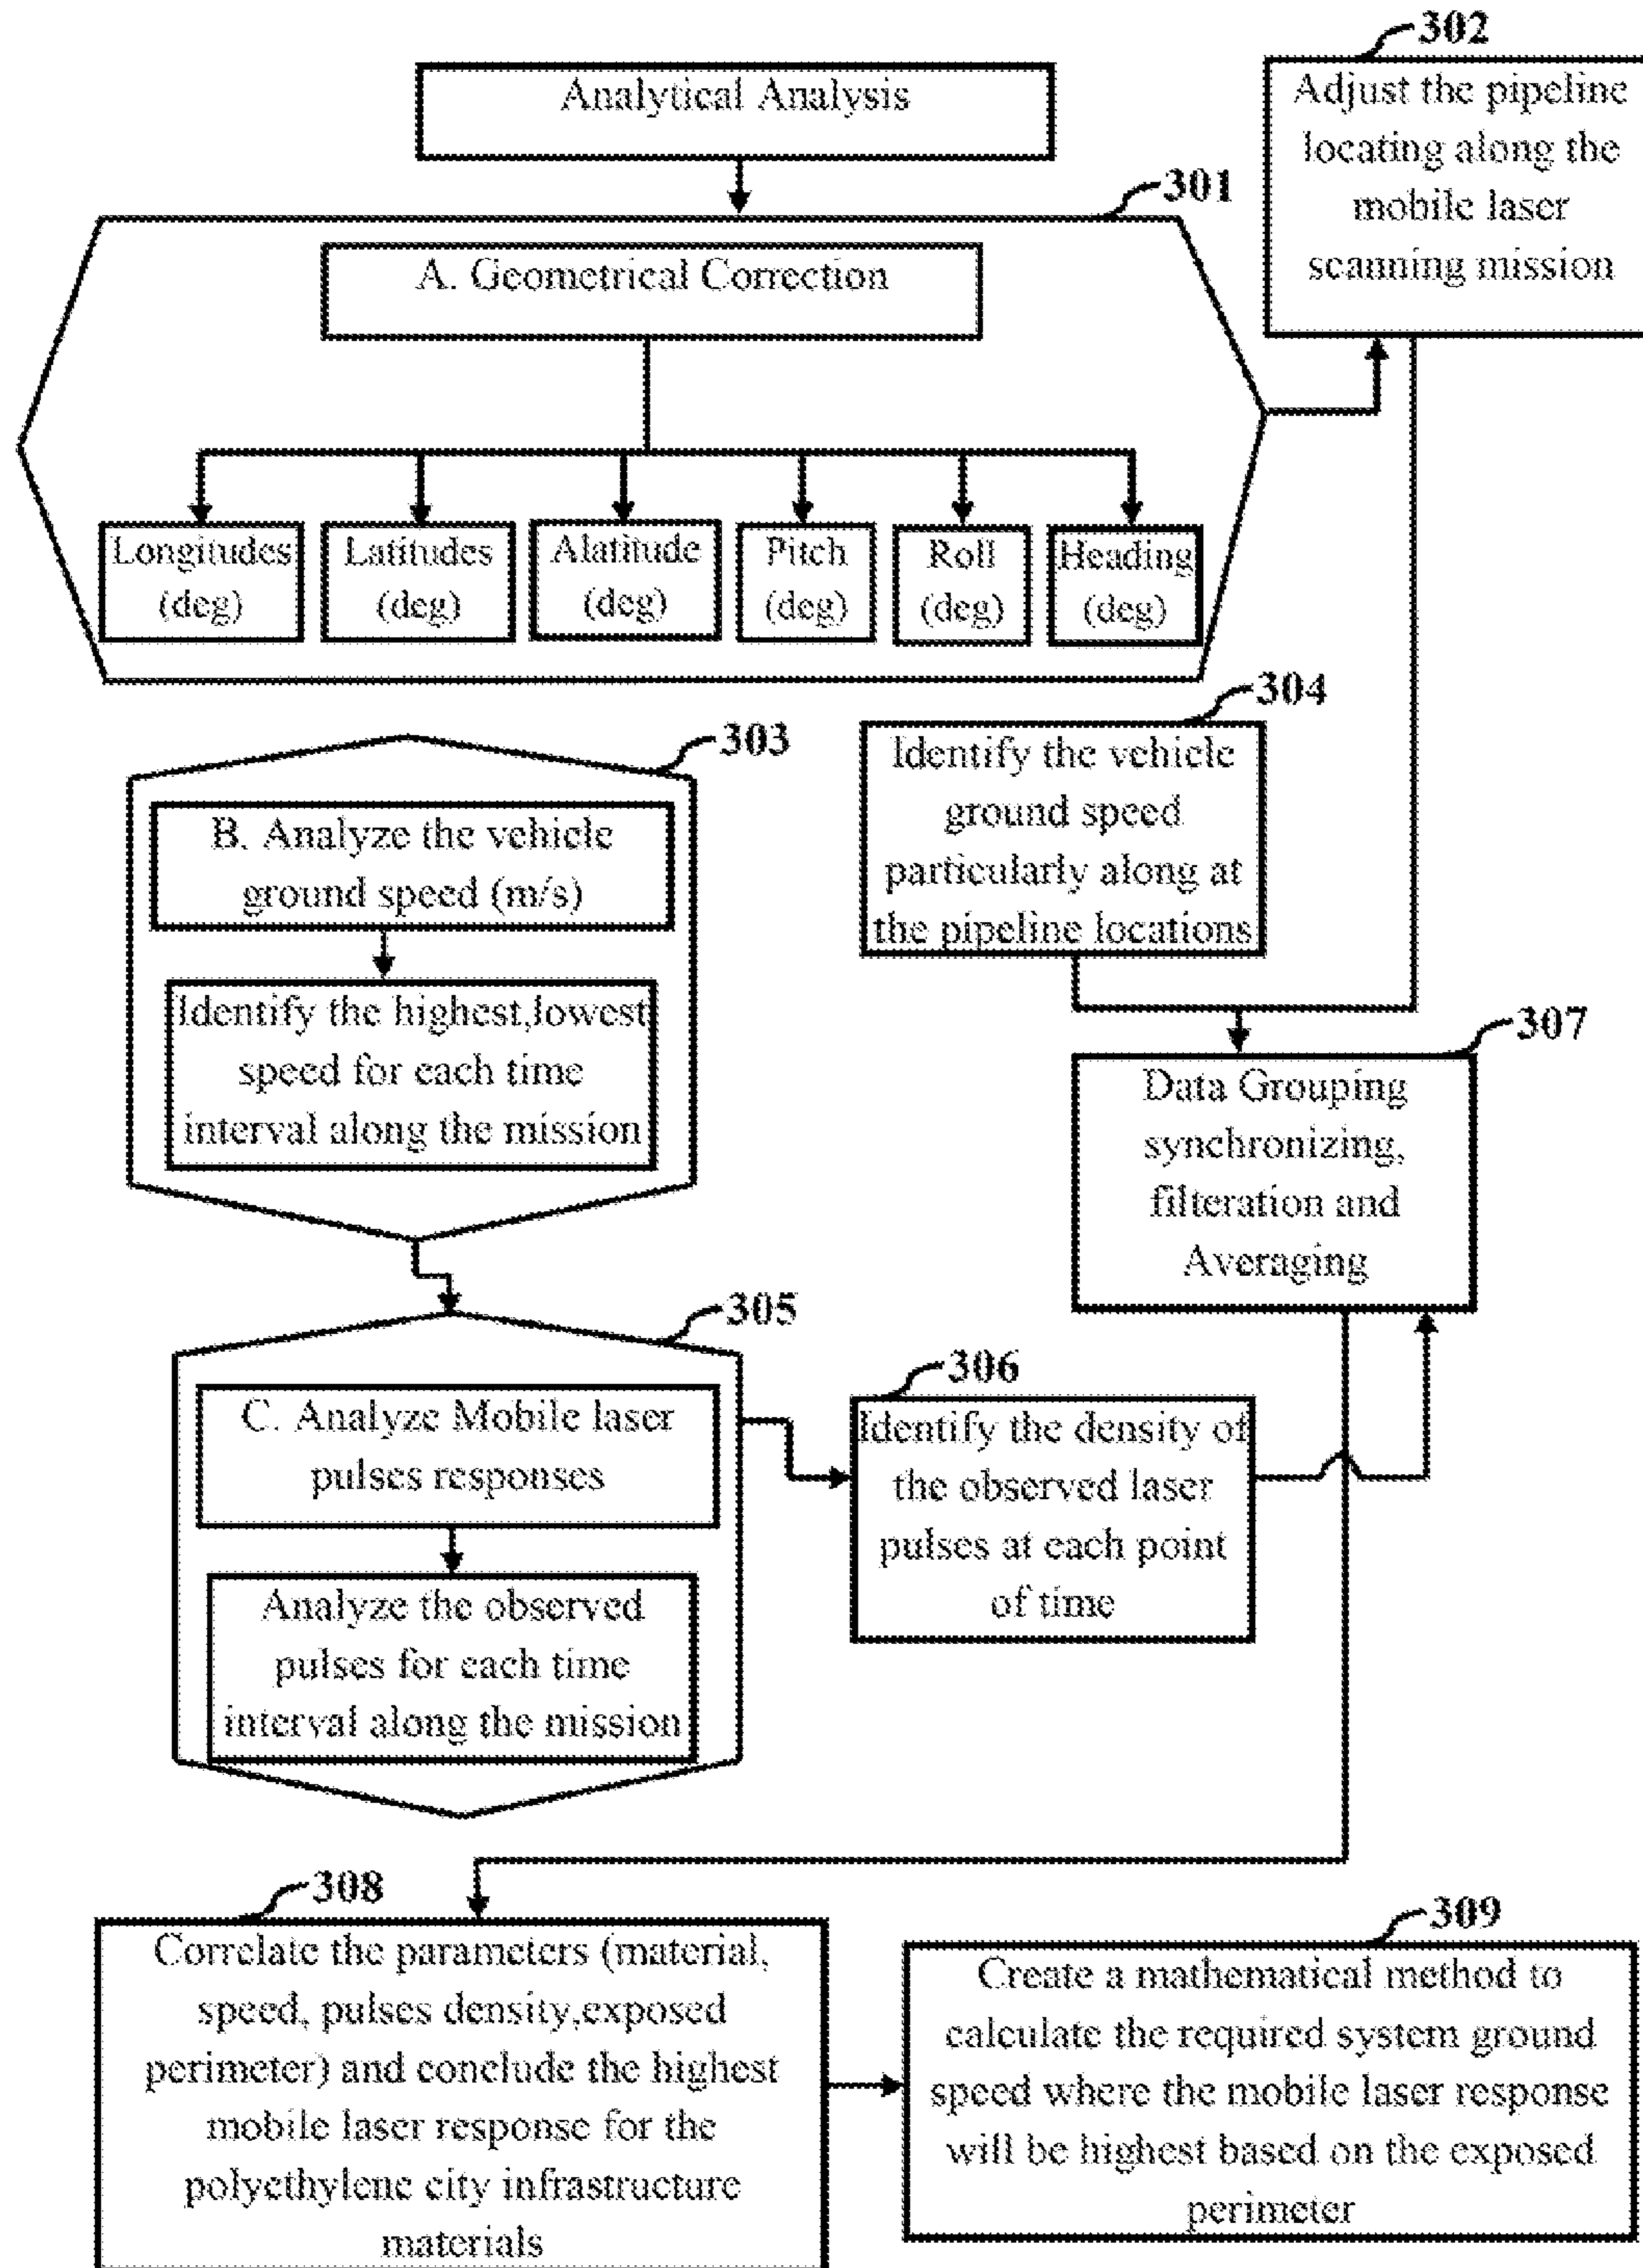 302
Analytical Analysis
Adjust the pipeline
locating along the
mobile laser
scanning mission
301
A. Geometrical Correction
Longitudes
(deg)
Latitudes
(deg)
Alatitude
(deg)
Pitch
(deg)
Roll
(deg)
Heading
(deg)
304
Identify the vehicle
ground speed
particularly along at
the pipeline locations
303
B. Analyze the vehicle
ground speed (m/s)
Identify the highest,lowest
speed for each time
interval along the mission
307
Data Grouping
synchronizing,
filteration and
Averaging
305
C. Analyze Mobile laser
pulses responses
Analyze the observed
pulses for each time
interval along the mission
306
Identify the density of
the observed laser
pulses at each point
of time
308
Correlate the parameters (material,
speed, pulses density,exposed
perimeter) and conclude the highest
mobile laser response for the
polyethylene city infrastructure
materials
309
Create a mathematical method to
calculate the required system ground
speed where the mobile laser response
will be highest based on the exposed
perimeter